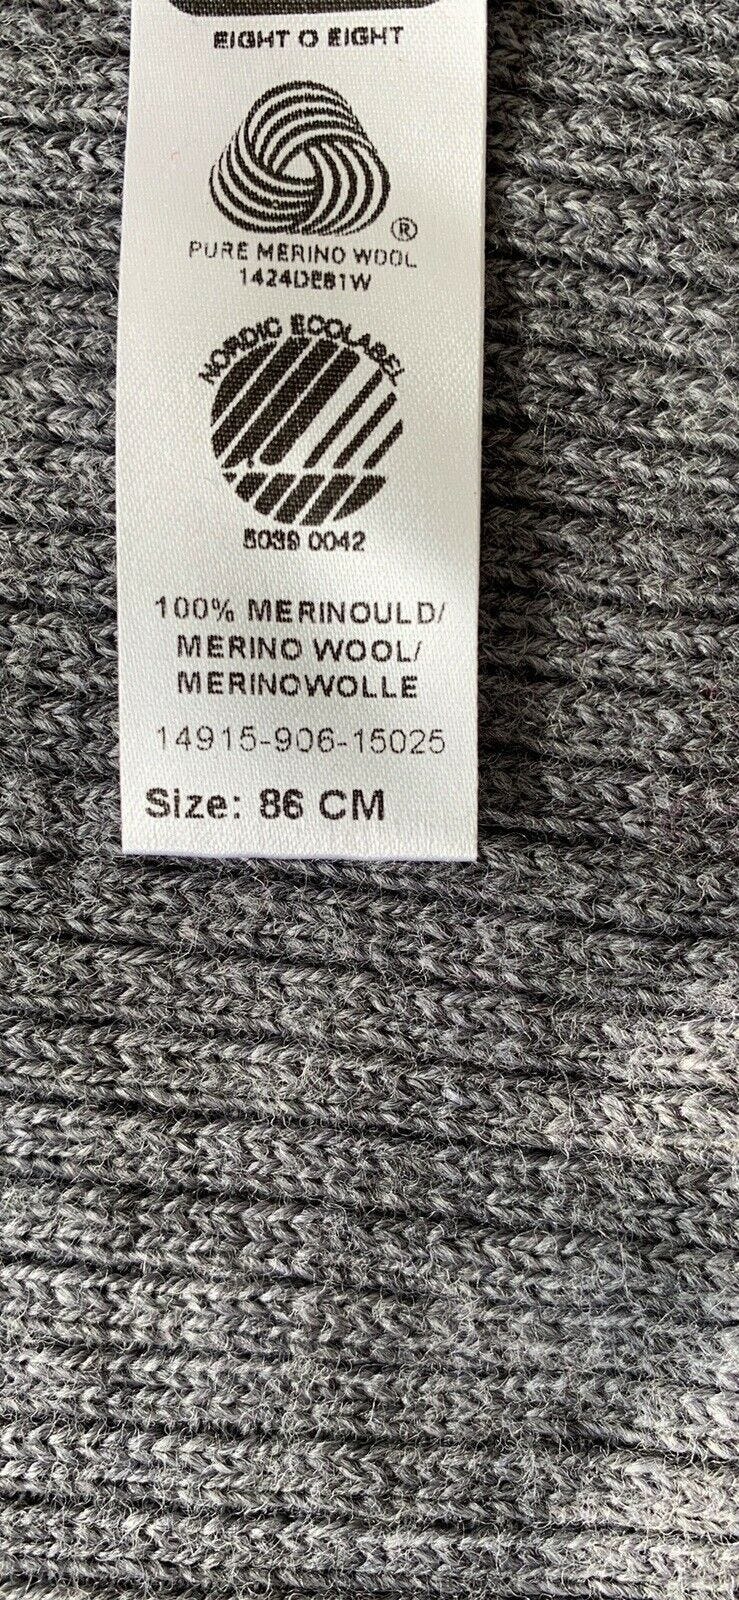 EIGHT O EIGHT
®
PURE MERINO WOOL
1424DE81W
NORDIC ECOLABEL
5039 0042
100% MERINOULD/
MERINO WOOL/
MERINOWOLLE
14915-906-15025
Size: 86 CM